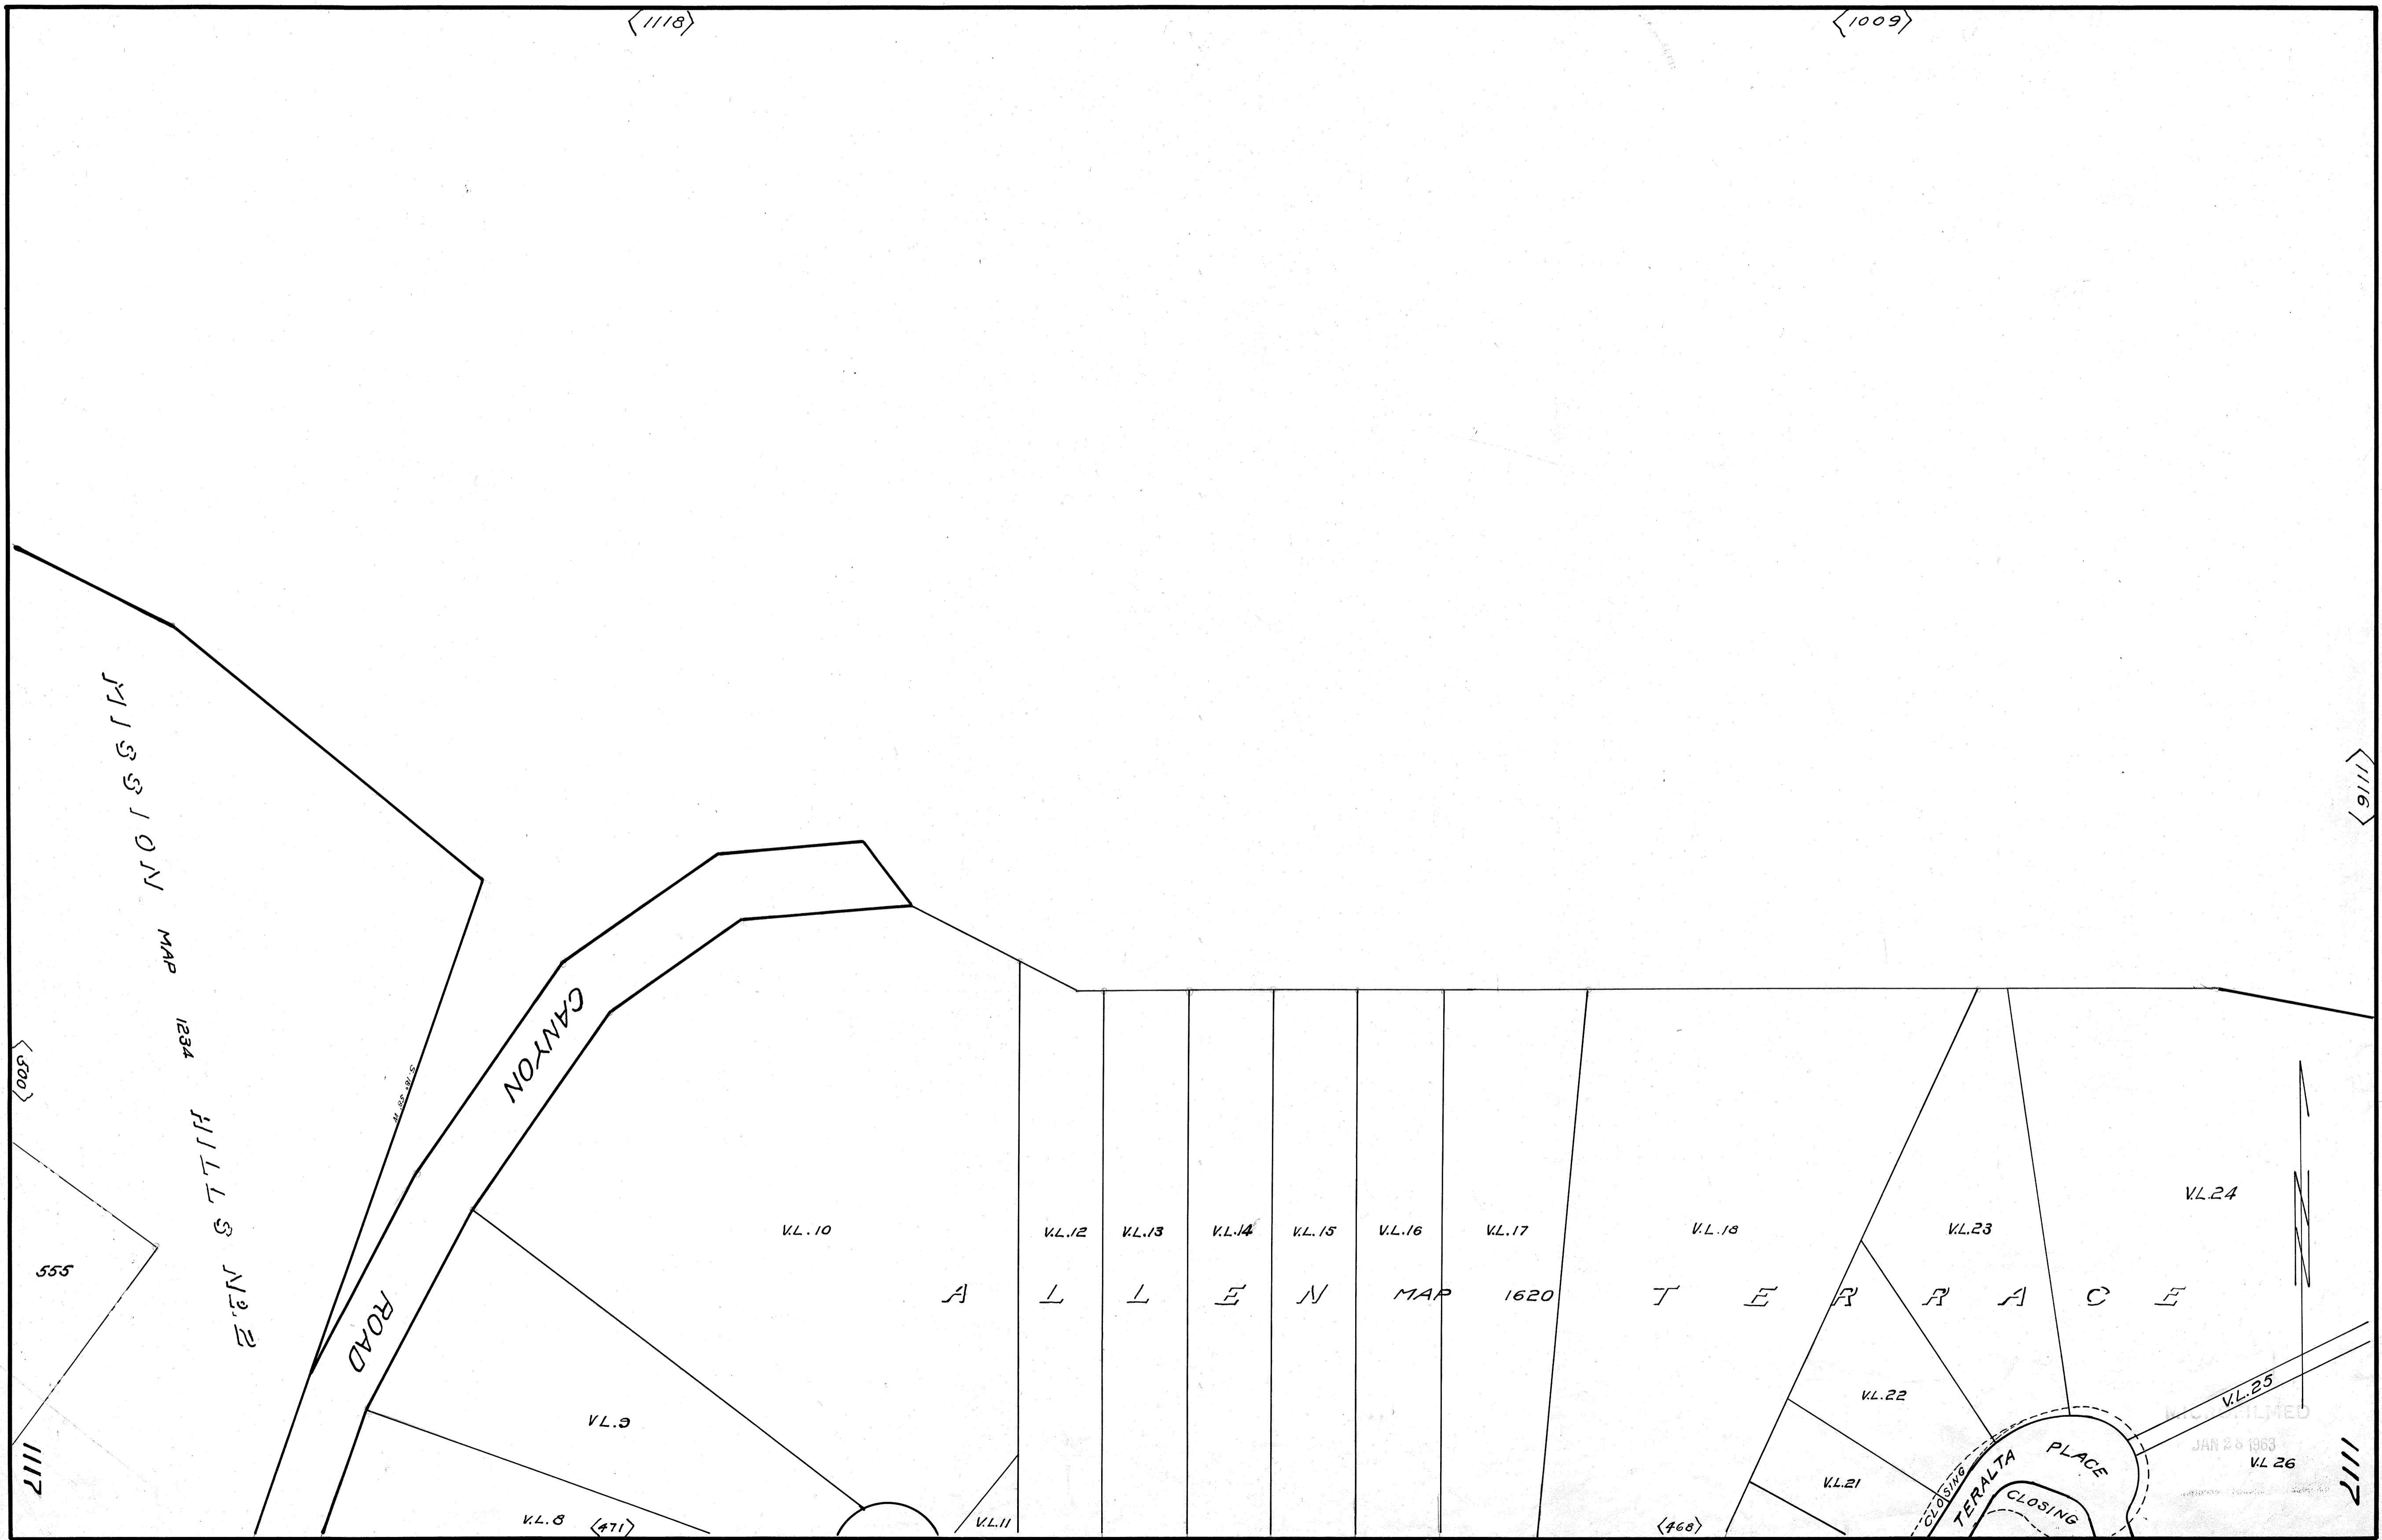 <1118>
<1009>
<1116>
MISSION MAP 1234 HILLS Nº. 2
<500>
CANYON
ROAD
555
V.L.10
V.L.12
V.L.13
V.L.14
V.L.15
V.L.16
V.L.17
V.L.18
V.L.23
V.L.24
ALLEN MAP 1620 TERRACE
V.L.9
V.L.22
V.L.25
V.L.21
V.L 26
JAN 28 1963
CLOSING
TERALTA PLACE
CLOSING
V.L.8
<471>
V.L.11
<468>
1117
1117